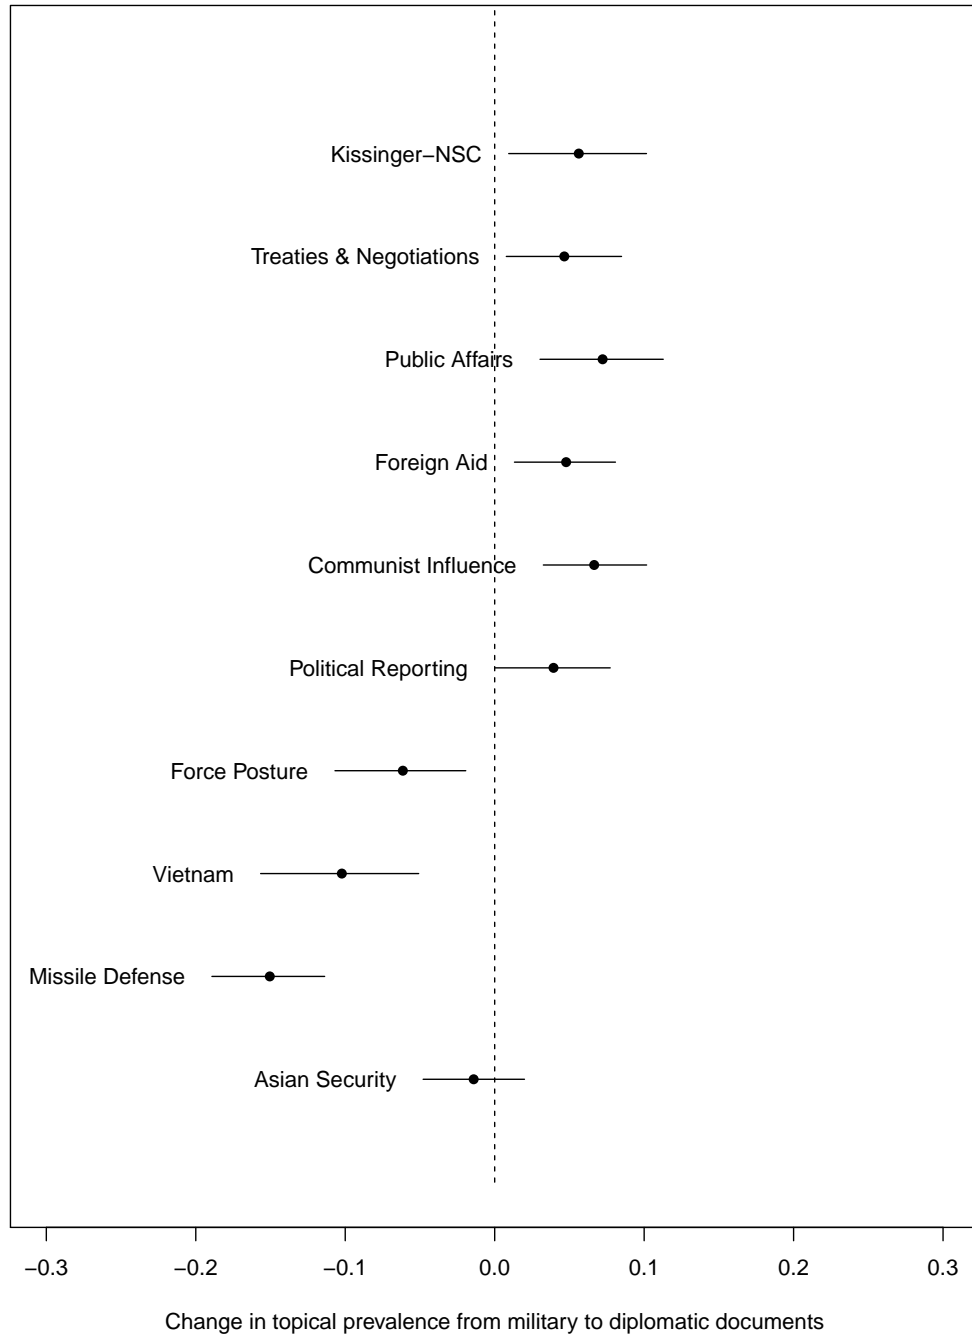 Kissinger−NSC
Treaties & Negotiations
Public Affairs
Foreign Aid
Communist Influence
Political Reporting
Force Posture
Vietnam
Missile Defense
Asian Security
−0.3 −0.2 −0.1 0.0 0.1 0.2 0.3
Change in topical prevalence from military to diplomatic documents